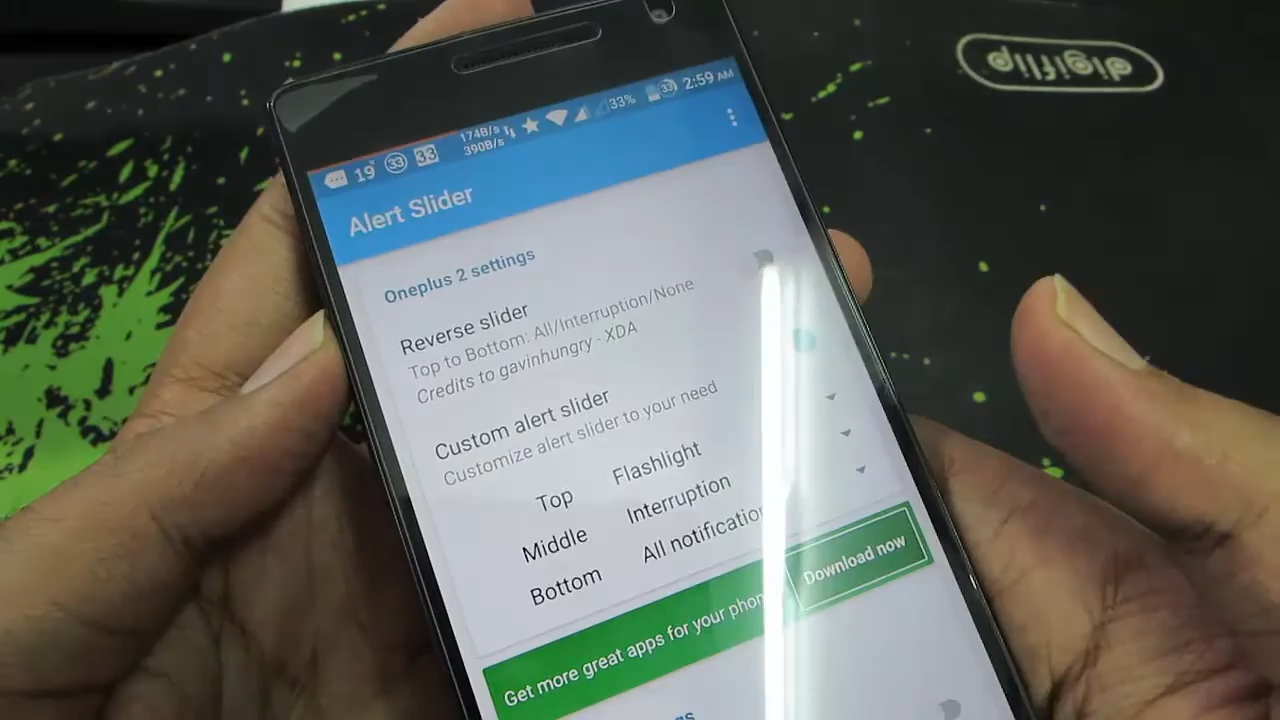 digiflip
174B/s
390B/s
19
33
33
33%
33
2:59 AM
Alert Slider
Oneplus 2 settings
Reverse slider
Top to Bottom: All/Interruption/None
Credits to gavinhungry - XDA
Custom alert slider
Customize alert slider to your need
Top Flashlight
Middle Interruption
Bottom All notification
Get more great apps for your phon
Download now